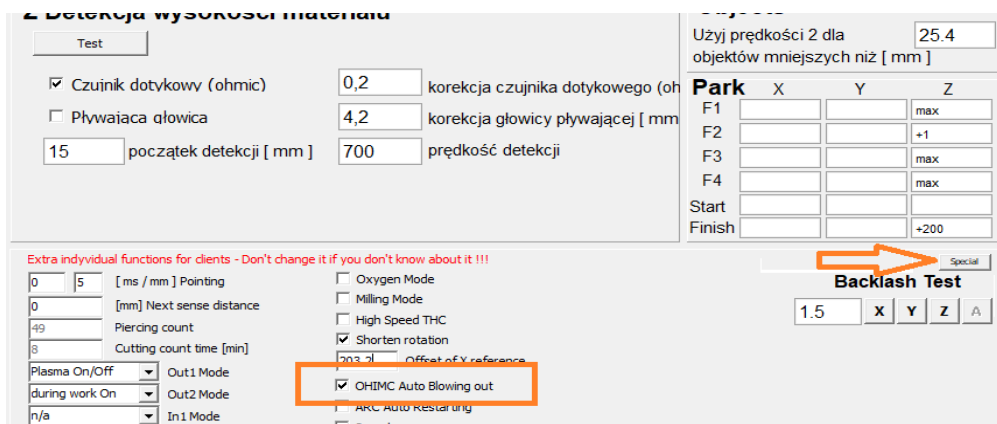 Z Detekcja wysokości materiału
Test
Czujnik dotykowy (ohmic)
0,2
korekcja czujnika dotykowego (oh
Pływająca głowica
4,2
korekcja głowicy pływającej [ mm
15
początek detekcji [ mm ]
700
prędkość detekcji
Objects
Użyj prędkości 2 dla
25.4
objektów mniejszych niż [ mm ]
Park X Y Z
F1
max
F2
+1
F3
max
F4
max
Start
Finish
+200
Extra indyvidual functions for clients - Don't change it if you don't know about it !!!
0 5 [ ms / mm ] Pointing
0 [mm] Next sense distance
49 Piercing count
8 Cutting count time [min]
Plasma On/Off Out1 Mode
during work On Out2 Mode
n/a In1 Mode
Oxygen Mode
Milling Mode
High Speed THC
Shorten rotation
203.2 Offset of X reference
OHIMC Auto Blowing out
ARC Auto Restarting
Special
Backlash Test
1.5 X Y Z A